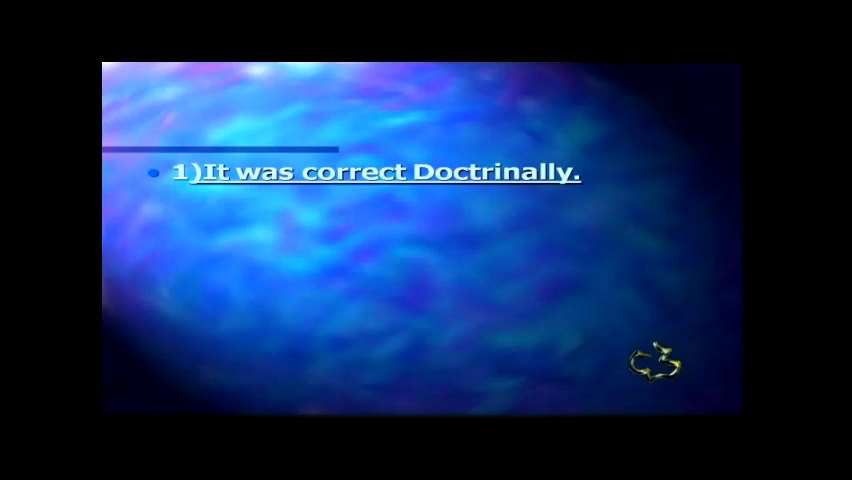 • 1)It was correct Doctrinally.